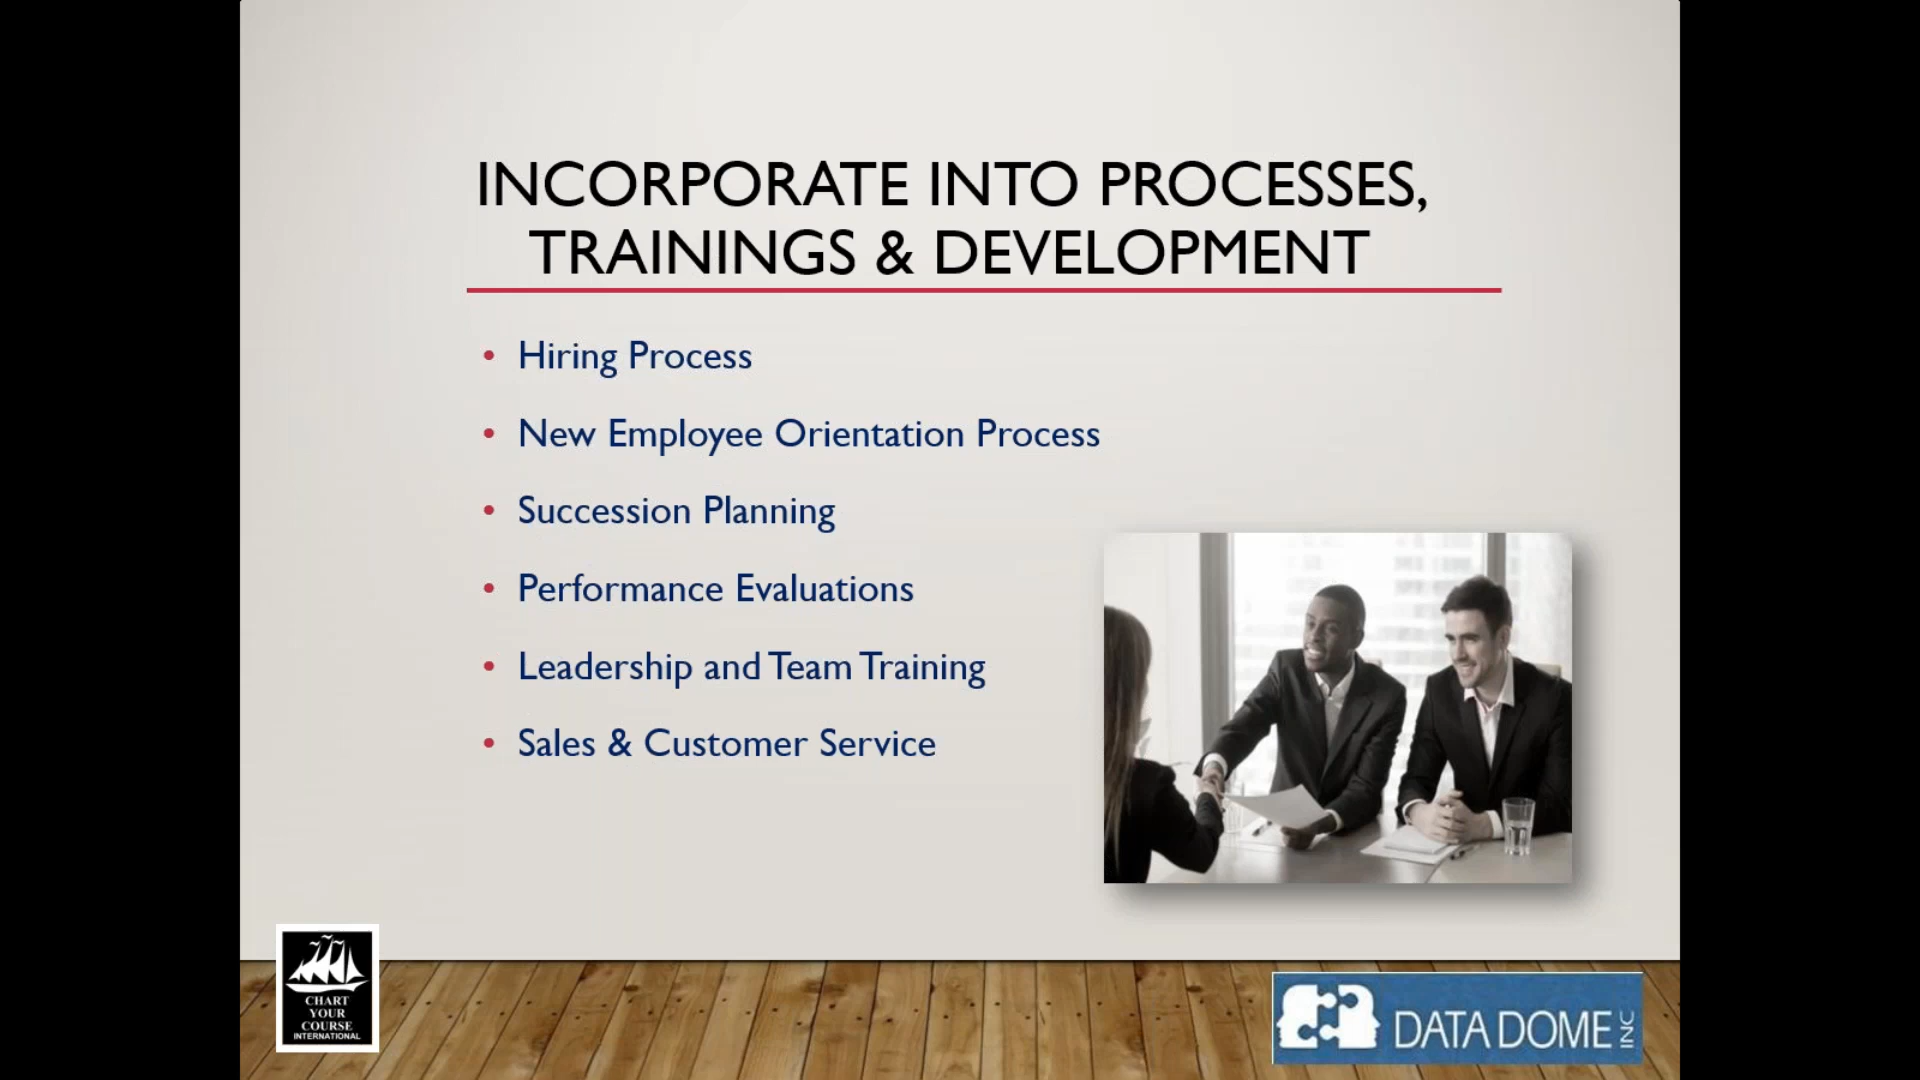 INCORPORATE INTO PROCESSES,
TRAININGS & DEVELOPMENT
• Hiring Process
• New Employee Orientation Process
• Succession Planning
• Performance Evaluations
• Leadership and Team Training
• Sales & Customer Service
CHART
YOUR
COURSE
INTERNATIONAL
DATA DOME INC